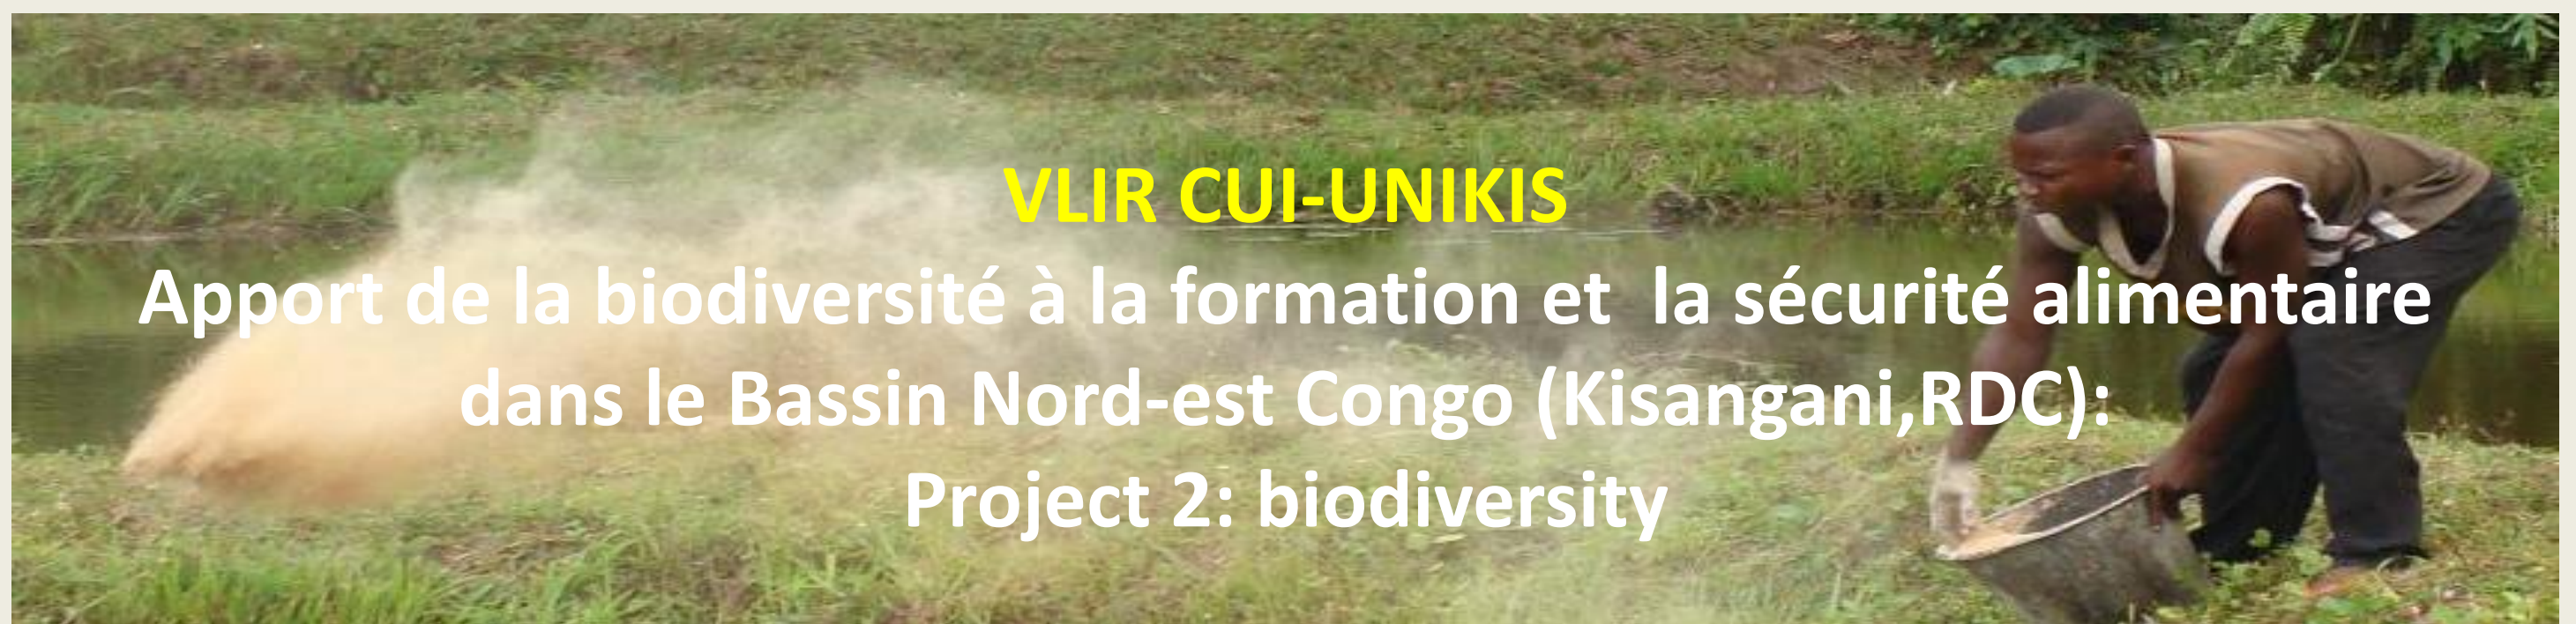 VLIR CUI-UNIKIS
Apport de la biodiversité à la formation et  la sécurité alimentaire
dans le Bassin Nord-est Congo (Kisangani,RDC):
Project 2: biodiversity